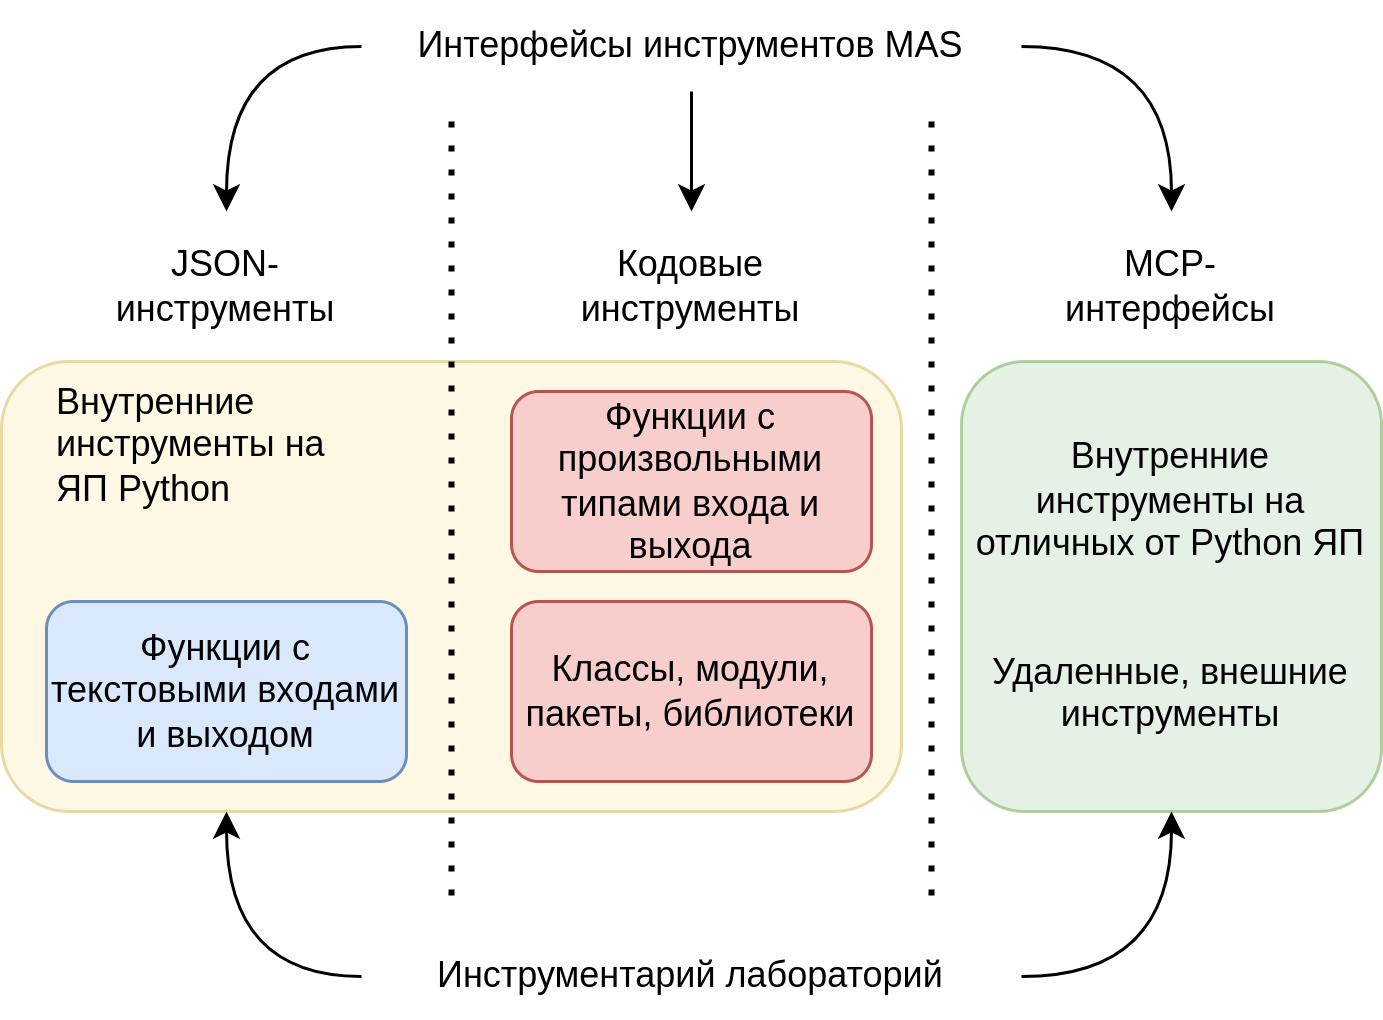 Интерфейсы инструментов MAS
JSON-
инструменты
Кодовые
инструменты
MCP-
интерфейсы
Внутренние
инструменты на
ЯП Python
Функции с
текстовыми входами
и выходом
Функции с
произвольными
типами входа и
выхода
Классы, модули,
пакеты, библиотеки
Внутренние
инструменты на
отличных от Python ЯП
Удаленные, внешние
инструменты
Инструментарий лабораторий